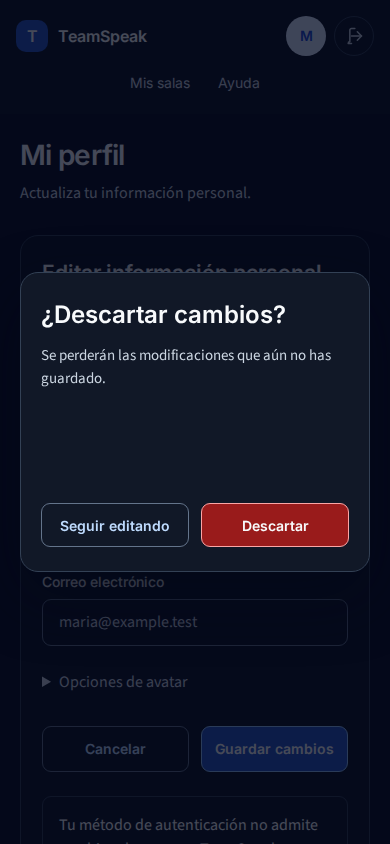 T TeamSpeak M
Mis salas Ayuda
Mi perfil
Actualiza tu información personal.
Editar información personal
¿Descartar cambios?
Se perderán las modificaciones que aún no has
guardado.
Seguir editando Descartar
Correo electrónico
maria@example.test
Opciones de avatar
Cancelar Guardar cambios
Tu método de autenticación no admite